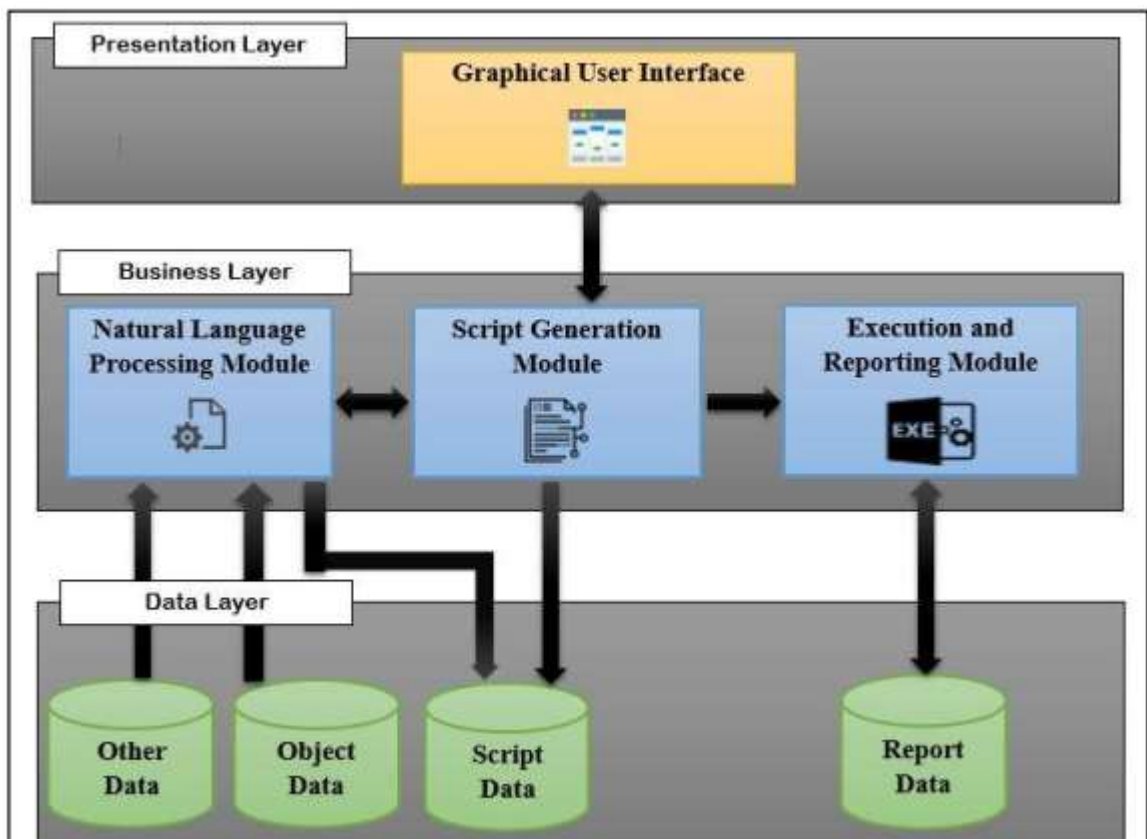 Presentation Layer
Graphical User Interface
Business Layer
Natural Language
Processing Module
Script Generation
Module
Execution and
Reporting Module
EXE
Data Layer
Other
Data
Object
Data
Script
Data
Report
Data